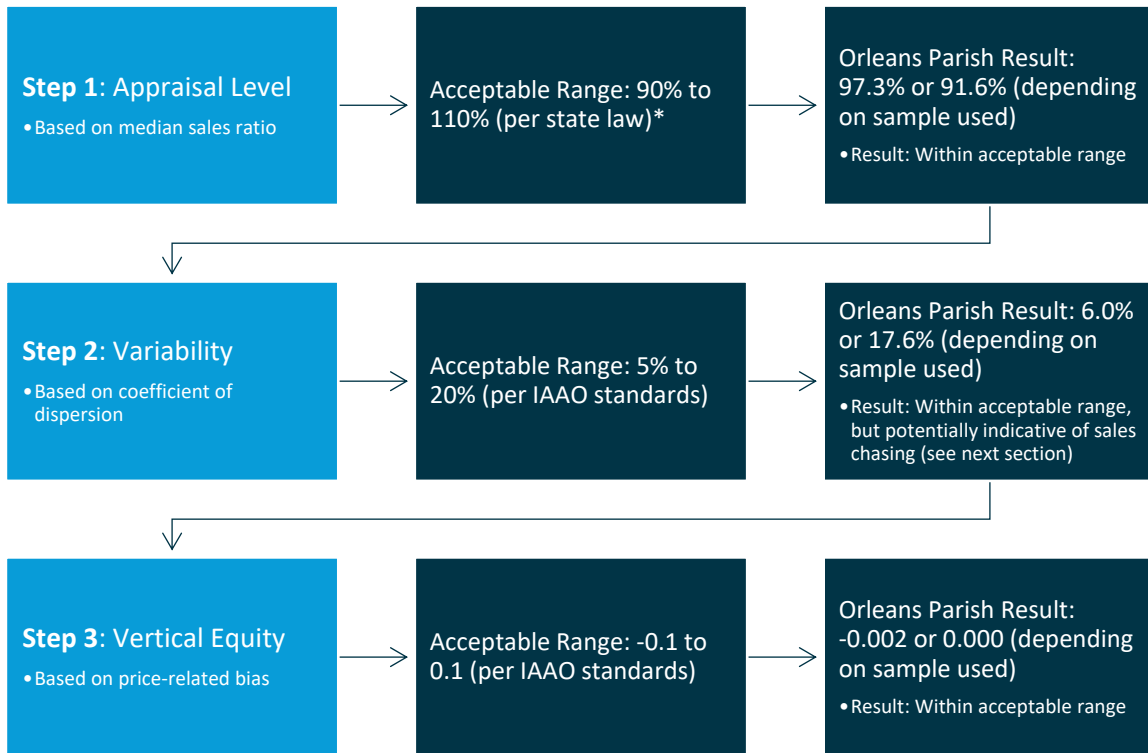 Step 1: Appraisal Level
•Based on median sales ratio
Acceptable Range: 90% to
110% (per state law)*
Orleans Parish Result:
97.3% or 91.6% (depending
on sample used)
•Result: Within acceptable range
Step 2: Variability
•Based on coefficient of
dispersion
Acceptable Range: 5% to
20% (per IAAO standards)
Orleans Parish Result: 6.0%
or 17.6% (depending on
sample used)
•Result: Within acceptable range,
but potentially indicative of sales
chasing (see next section)
Step 3: Vertical Equity
•Based on price-related bias
Acceptable Range: -0.1 to
0.1 (per IAAO standards)
Orleans Parish Result:
-0.002 or 0.000 (depending
on sample used)
•Result: Within acceptable range